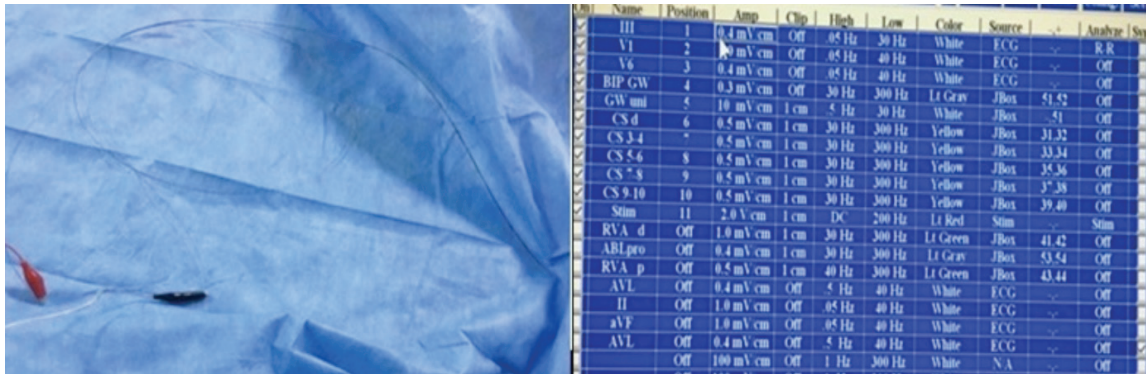 On Name Position Amp Clip High Low Color Source -,+ Analyze
III 1 0.4 mV/cm Off .05 Hz 30 Hz White ECG -,- R-R
V1 2 mV/cm Off .05 Hz 40 Hz White ECG -,- Off
V6 3 0.4 mV/cm Off .05 Hz 40 Hz White ECG -,- Off
BIP GW 4 0.3 mV/cm Off 30 Hz 300 Hz Lt Gray JBox 51,52 Off
GW uni 5 10 mV/cm 1 cm .5 Hz 30 Hz White JBox -,51 Off
CS d 6 0.5 mV/cm 1 cm 30 Hz 300 Hz Yellow JBox 31,32 Off
CS 3-4 0.5 mV/cm 1 cm 30 Hz 300 Hz Yellow JBox 33,34 Off
CS 5-6 8 0.5 mV/cm 1 cm 30 Hz 300 Hz Yellow JBox 35,36 Off
CS 7-8 9 0.5 mV/cm 1 cm 30 Hz 300 Hz Yellow JBox 37,38 Off
CS 9-10 10 0.5 mV/cm 1 cm 30 Hz 300 Hz Yellow JBox 39,40 Off
Stim 11 2.0 V/cm 1 cm DC 200 Hz Lt Red Stim Stim
RVA d Off 1.0 mV/cm 1 cm 30 Hz 300 Hz Lt Green JBox 41,42 Off
ABLpro Off 0.4 mV/cm 1 cm 30 Hz 300 Hz Lt Gray JBox 53,54 Off
RVA p Off 0.5 mV/cm 1 cm 40 Hz 300 Hz Lt Green JBox 43,44 Off
AVL Off 0.4 mV/cm Off .5 Hz 40 Hz White ECG -,- Off
II Off 1.0 mV/cm Off .05 Hz 40 Hz White ECG -,- Off
aVF Off 1.0 mV/cm Off .05 Hz 40 Hz White ECG -,- Off
AVL Off 0.4 mV/cm Off .5 Hz 40 Hz White ECG -,- Off
Off 100 mV/cm Off 1 Hz 300 Hz White N/A -,- Off